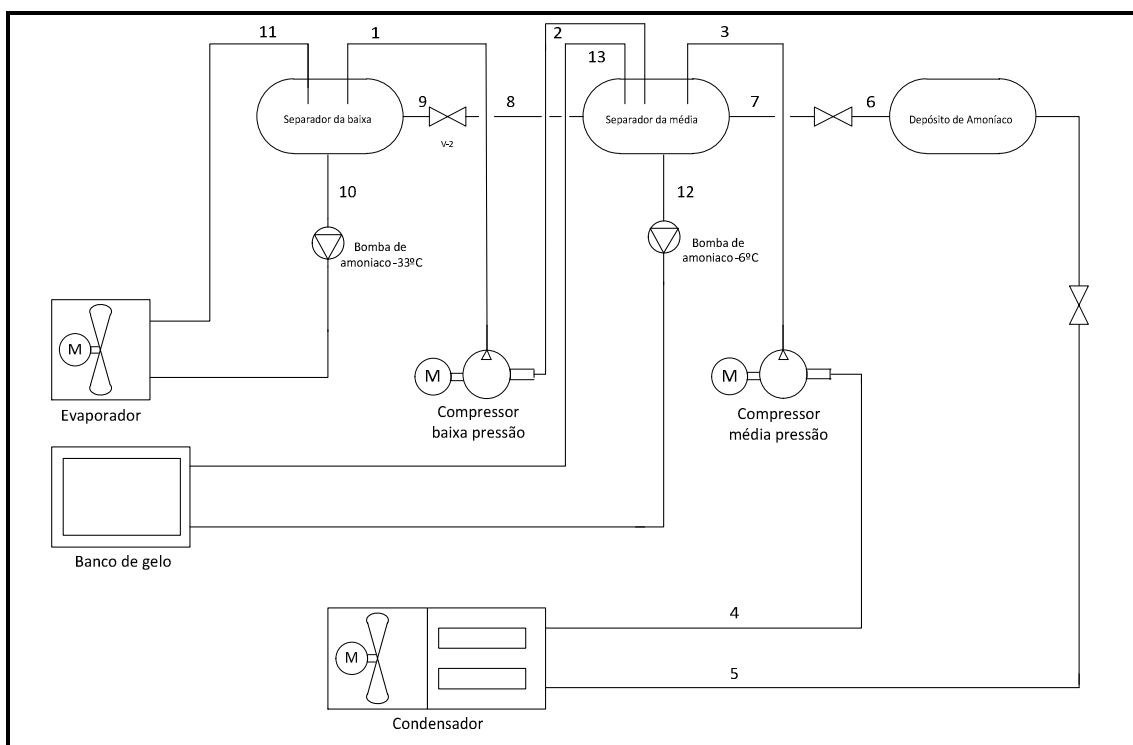 11
1
2
3
13
9
8
7
6
Separador da baixa
Separador da média
Depósito de Amoníaco
V-2
10
12
Bomba de
amoniaco -33ºC
Bomba de
amoniaco -6ºC
M
Evaporador
M
Compressor
baixa pressão
M
Compressor
média pressão
Banco de gelo
4
M
5
Condensador